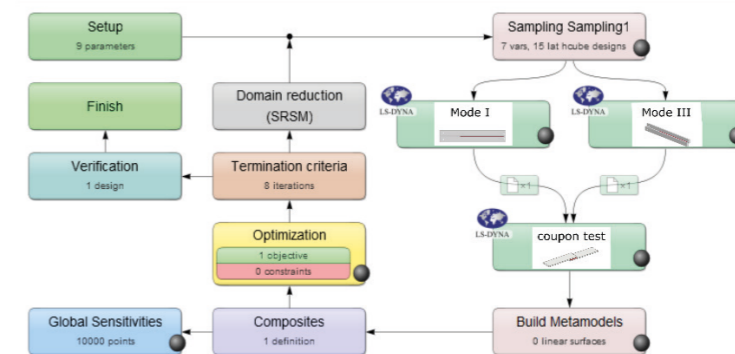 Setup
9 parameters
Sampling Sampling1
7 vars, 15 lat hcube designs
Finish
Domain reduction
(SRSM)
LS-DYNA
Mode I
LS-DYNA
Mode III
Verification
1 design
Termination criteria
8 iterations
×1
×1
Optimization
1 objective
0 constraints
LS-DYNA
coupon test
Global Sensitivities
10000 points
Composites
1 definition
Build Metamodels
0 linear surfaces